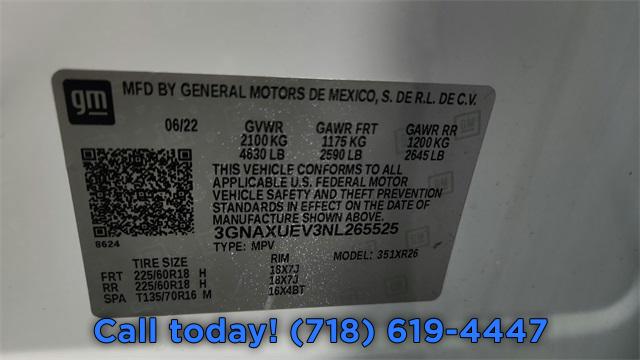 gm MFD BY GENERAL MOTORS DE MEXICO, S. DE R.L. DE C.V.
06/22 GVWR GAWR FRT GAWR RR
2100 KG 1175 KG 1200 KG
4630 LB 2590 LB 2645 LB
THIS VEHICLE CONFORMS TO ALL
APPLICABLE U.S. FEDERAL MOTOR
VEHICLE SAFETY AND THEFT PREVENTION
STANDARDS IN EFFECT ON THE DATE OF
MANUFACTURE SHOWN ABOVE.
3GNAXUEV3NL265525
8624 TYPE: MPV MODEL: 351XR26
TIRE SIZE RIM
FRT 225/60R18 H 18X7J
RR 225/60R18 H 18X7J
SPA T135/70R16 M 16X4BT
Call today! (718) 619-4447